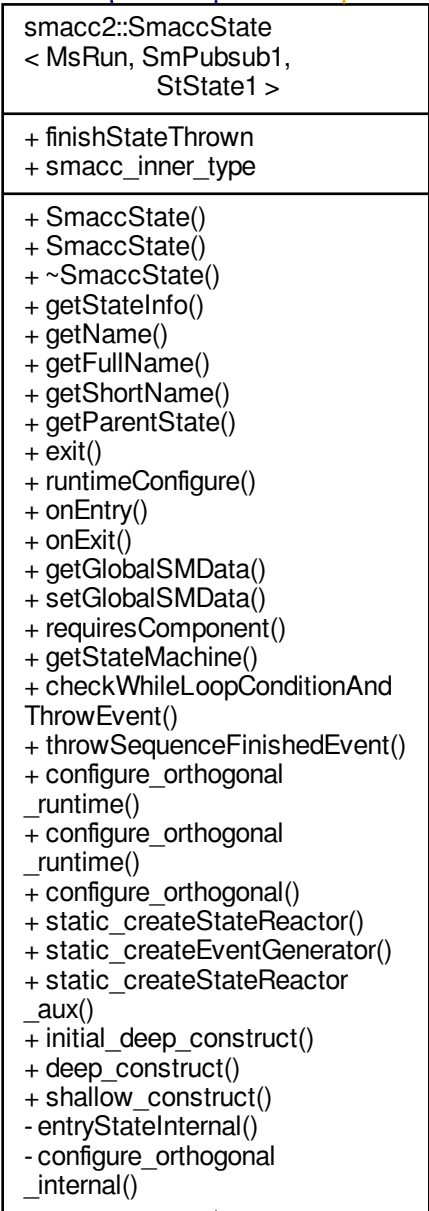 smacc2::SmaccState
< MsRun, SmPubsub1,
StState1 >
+ finishStateThrown
+ smacc_inner_type
+ SmaccState()
+ SmaccState()
+ ~SmaccState()
+ getStateInfo()
+ getName()
+ getFullName()
+ getShortName()
+ getParentState()
+ exit()
+ runtimeConfigure()
+ onEntry()
+ onExit()
+ getGlobalSMData()
+ setGlobalSMData()
+ requiresComponent()
+ getStateMachine()
+ checkWhileLoopConditionAnd
ThrowEvent()
+ throwSequenceFinishedEvent()
+ configure_orthogonal
_runtime()
+ configure_orthogonal
_runtime()
+ configure_orthogonal()
+ static_createStateReactor()
+ static_createEventGenerator()
+ static_createStateReactor
_aux()
+ initial_deep_construct()
+ deep_construct()
+ shallow_construct()
- entryStateInternal()
- configure_orthogonal
_internal()